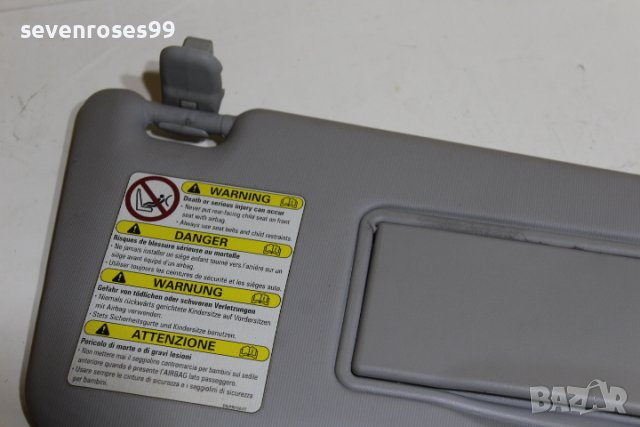 sevenroses99
WARNING
Death or serious injury can occur
• Never put rear-facing child seat on front
seat with airbag.
• Always use seat belts and child restraints.
DANGER
Risques de blessure sérieuse ou mortelle
• Ne jamais installer un siège enfant tourné vers l'arrière sur un
siège avant équipé d'un airbag.
• Utiliser toujours les ceintures de sécurité et les sièges auto.
WARNUNG
Gefahr von tödlichen oder schweren Verletzungen
• Niemals rückwärts gerichtete Kindersitze auf Vordersitzen
mit Airbag verwenden.
• Stets Sicherheitsgurte und Kindersitze benutzen.
ATTENZIONE
Pericolo di morte o di gravi lesioni
• Non mettere mai il seggiolino contromarcia per bambini sul sedile
anteriore quando è presente l'AIRBAG lato passeggero.
• Usare sempre le cinture di sicurezza e i seggiolini di sicurezza
per bambini.
BAZAR